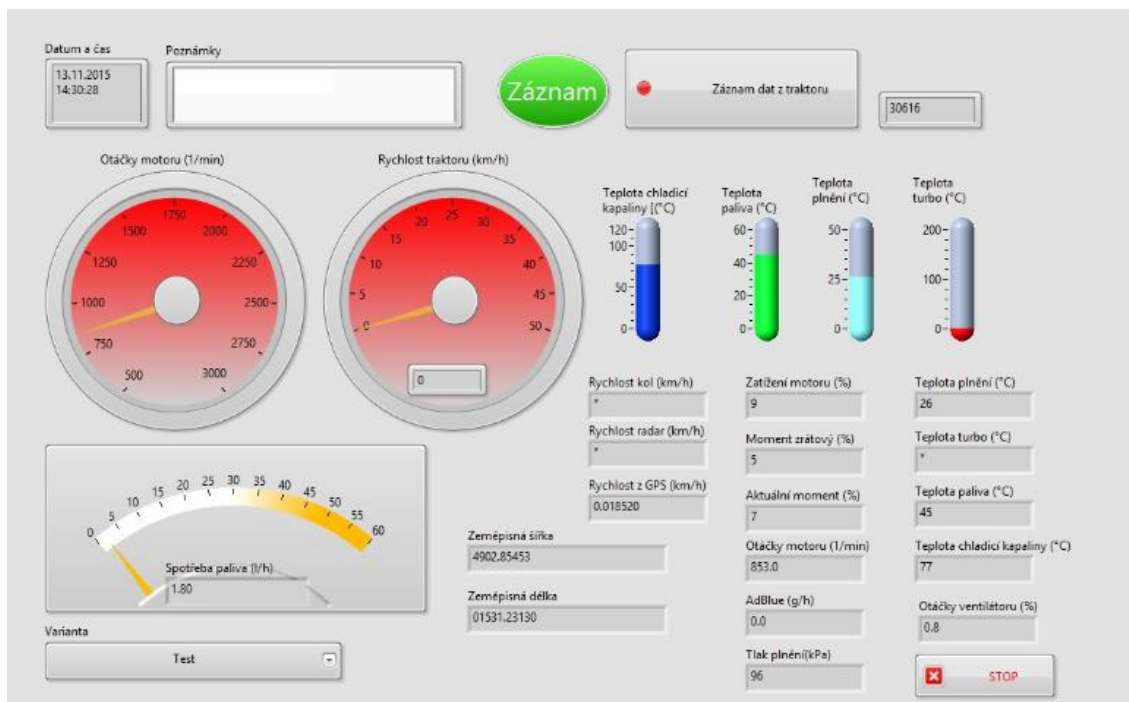 Datum a čas
Poznámky
13.11.2015
14:30:28
Záznam
Záznam dat z traktoru
30616
Otáčky motoru (1/min)
500
750
1000
1250
1500
1750
2000
2250
2500
2750
3000
Rychlost traktoru (km/h)
0
5
10
15
20
25
30
35
40
45
50
0
Teplota chladicí
kapaliny [(°C)
120
100
50
0
Teplota
paliva (°C)
60
40
20
0
Teplota
plnění (°C)
50
25
0
Teplota
turbo (°C)
200
100
0
Rychlost kol (km/h)
*
Rychlost radar (km/h)
*
Rychlost z GPS (km/h)
0.018520
Zatížení motoru (%)
9
Moment zrátový (%)
5
Aktuální moment (%)
7
Otáčky motoru (1/min)
853.0
AdBlue (g/h)
0.0
Tlak plnění(kPa)
96
Teplota plnění (°C)
26
Teplota turbo (°C)
*
Teplota paliva (°C)
45
Teplota chladicí kapaliny (°C)
77
Otáčky ventilátoru (%)
0.8
STOP
0
5
10
15
20
25
30
35
40
45
50
55
60
Spotřeba paliva (l/h)
1.80
Zeměpisná šířka
4902.85453
Zeměpisná délka
01531.23130
Varianta
Test